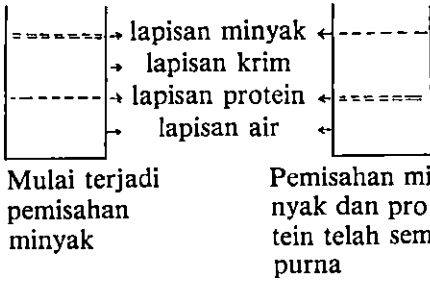 lapisan minyak
lapisan krim
lapisan protein
lapisan air
Mulai terjadi
pemisahan
minyak
Pemisahan mi
nyak dan pro
tein telah sem
purna